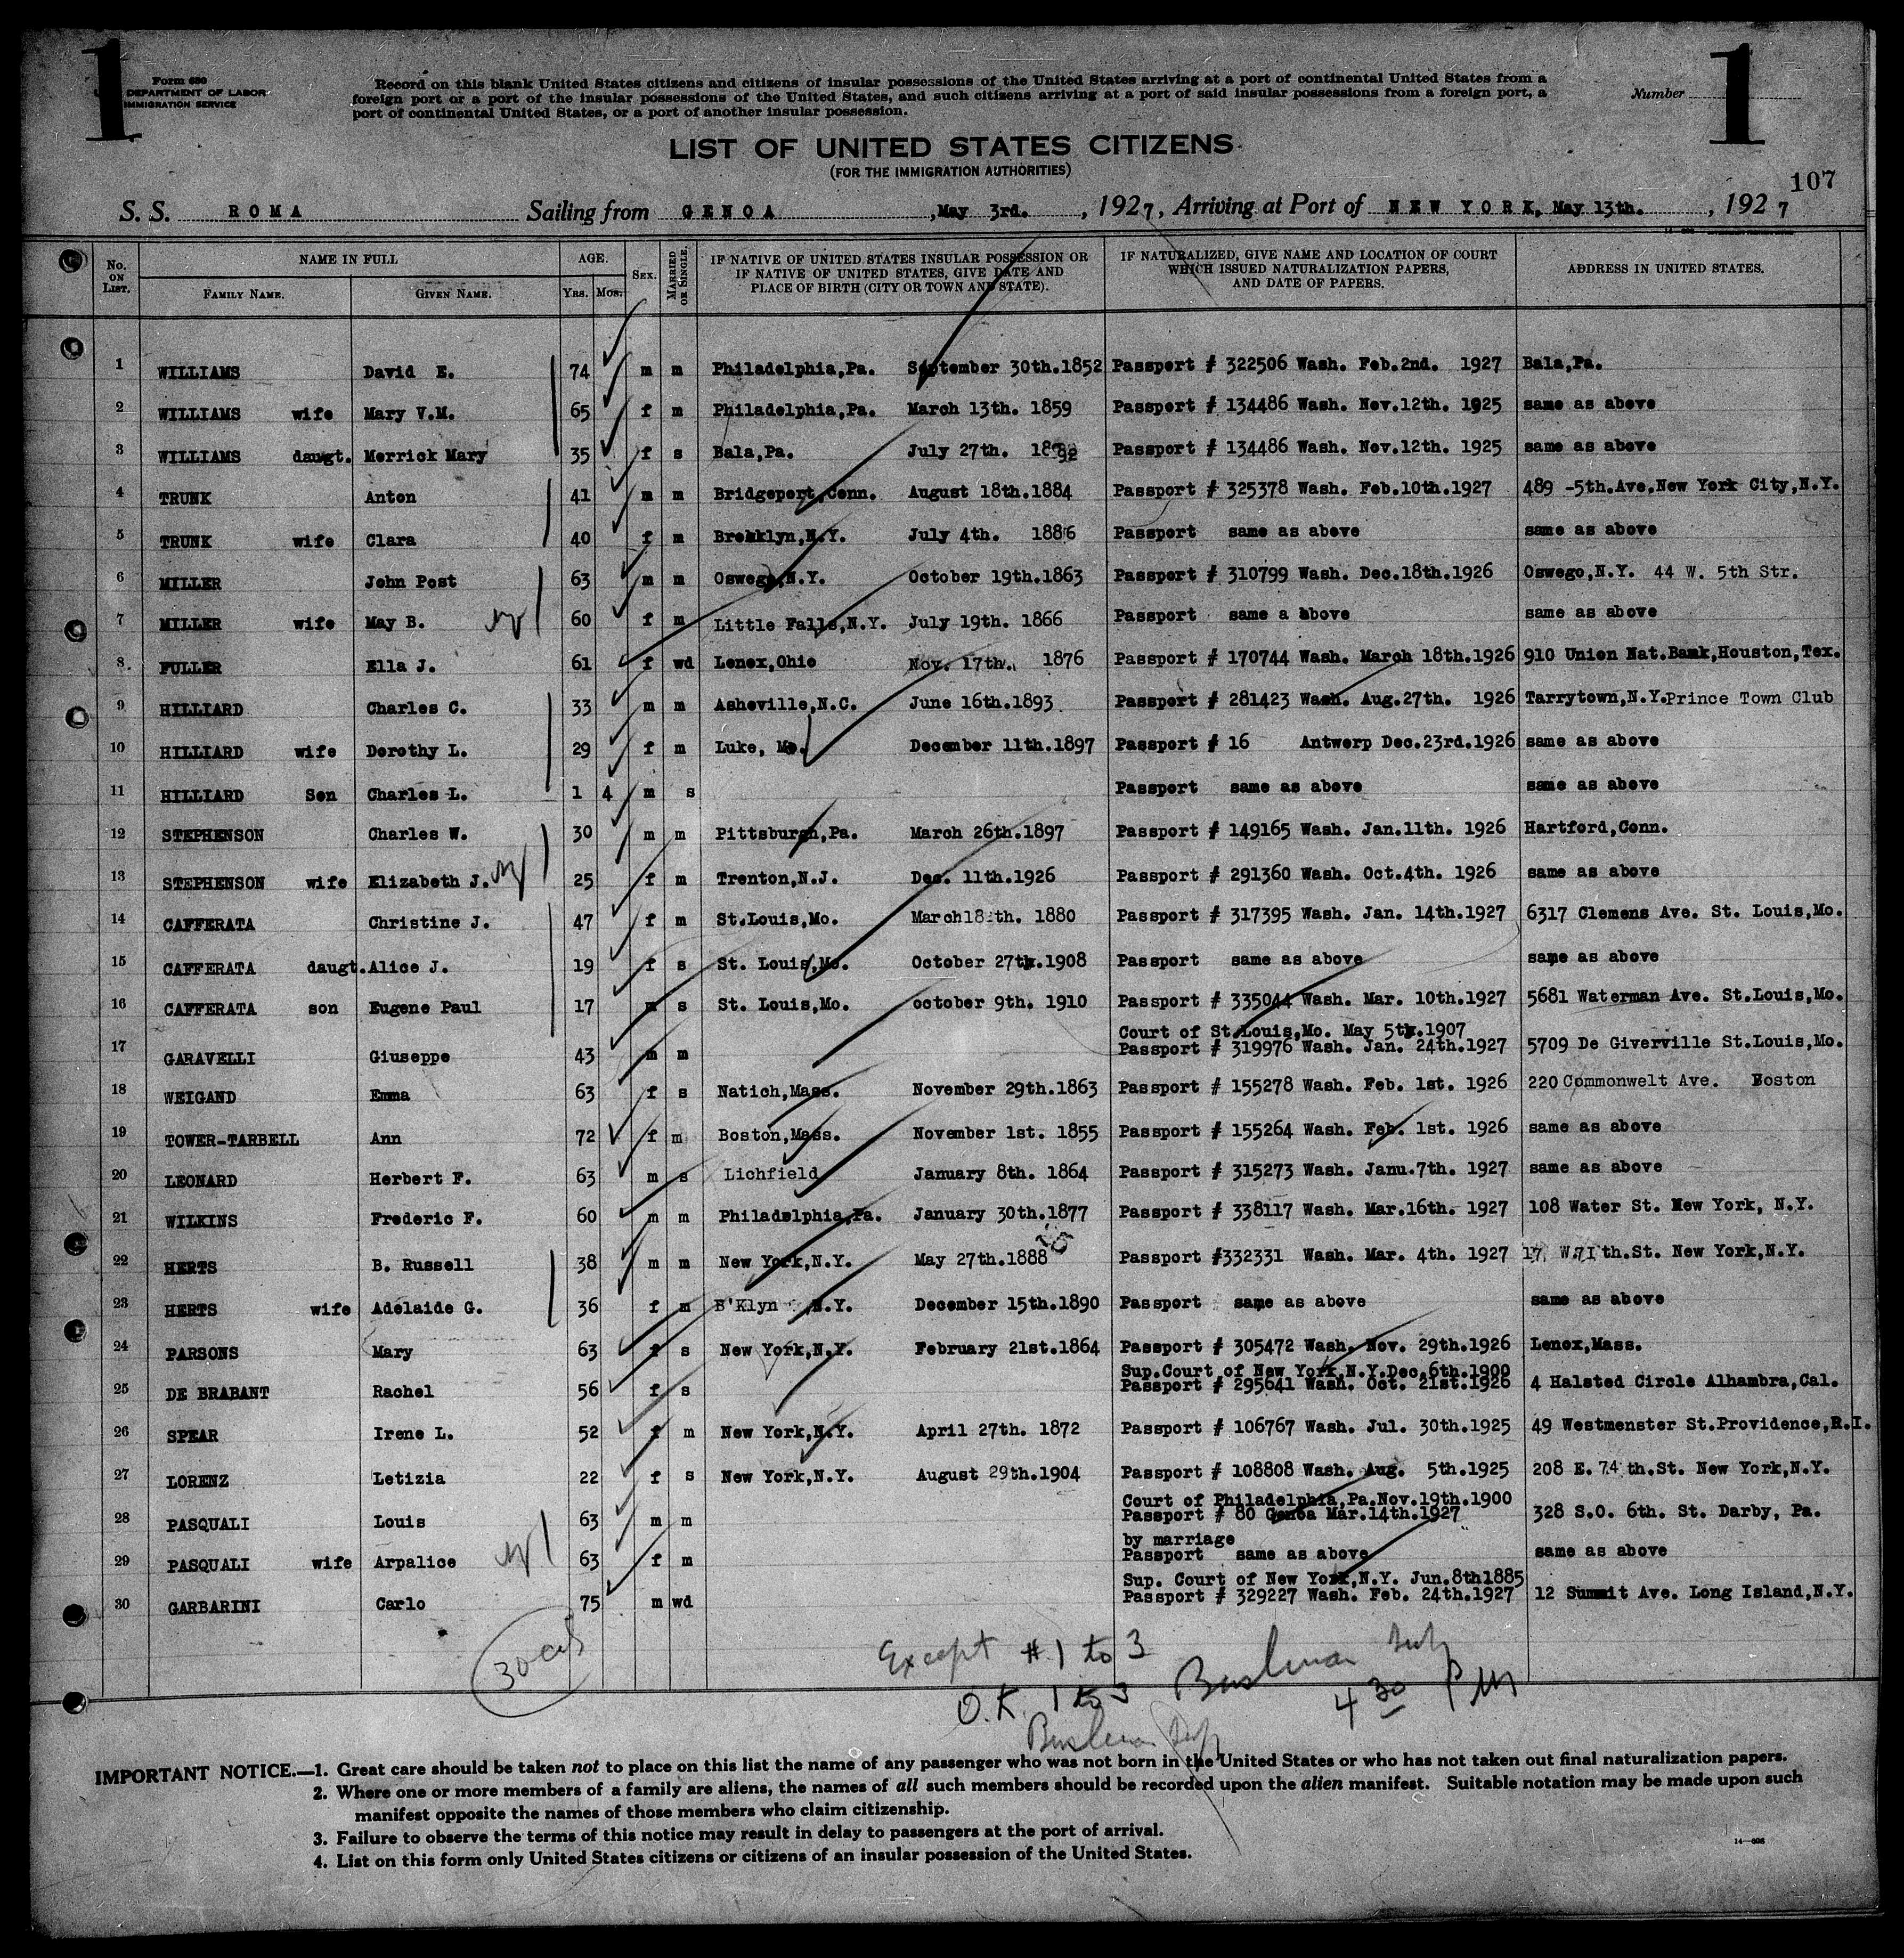 1
1
Form 630
DEPARTMENT OF LABOR
IMMIGRATION SERVICE
Record on this blank United States citizens and citizens of insular possessions of the United States arriving at a port of continental United States from a
foreign port or a port of the insular possessions of the United States, and such citizens arriving at a port of said insular possessions from a foreign port, a
port of continental United States, or a port of another insular possession.
Number
LIST OF UNITED STATES CITIZENS
(FOR THE IMMIGRATION AUTHORITIES)
107
S. S. ROMA Sailing from GENOA ,May 3rd. , 1927, Arriving at Port of NEW YORK, May 13th. , 1927
No. ON LIST. NAME IN FULL AGE. SEX. MARRIED OR SINGLE. IF NATIVE OF UNITED STATES INSULAR POSSESSION OR IF NATIVE OF UNITED STATES, GIVE DATE AND PLACE OF BIRTH (CITY OR TOWN AND STATE). IF NATURALIZED, GIVE NAME AND LOCATION OF COURT WHICH ISSUED NATURALIZATION PAPERS, AND DATE OF PAPERS. ADDRESS IN UNITED STATES.
FAMILY NAME. GIVEN NAME. YRS. MOS.
1 WILLIAMS David E. 74 m m Philadelphia,Pa. September 30th.1852 Passport # 322506 Wash. Feb.2nd. 1927 Bala,Pa.
2 WILLIAMS wife Mary V.M. 65 f m Philadelphia,Pa. March 13th. 1859 Passport # 134486 Wash. Nov.12th. 1925 same as above
3 WILLIAMS daugt. Merrick Mary 35 f s Bala,Pa. July 27th. Passport # 134486 Wash. Nov.12th. 1925 same as above
4 TRUNK Anton 41 m m Bridgeport,Conn. August 18th.1884 Passport # 325378 Wash. Feb.10th.1927 489 -5th.Ave,New York City,N.Y.
5 TRUNK wife Clara 40 f m Brooklyn,N.Y. July 4th. 1886 Passport same as above same as above
6 MILLER John Post 63 m m Oswego,N.Y. October 19th.1863 Passport # 310799 Wash. Dec.18th.1926 Oswego,N.Y. 44 W. 5th Str.
7 MILLER wife May B. 60 f m Little Falls,N.Y. July 19th. 1866 Passport same a above same as above
8. FULLER Ella J. 61 f wd Lenox,Ohio Nov. 17th. 1876 Passport # 170744 Wash. March 18th.1926 910 Union Nat.Bank,Houston,Tex.
9 HILLIARD Charles C. 33 m m Asheville,N.C. June 16th.1893 Passport # 281423 Wash. Aug.27th. 1926 Tarrytown,N.Y.Prince Town Club
10 HILLIARD wife Dorothy L. 29 f m Luke, December 11th.1897 Passport # 16 Antwerp Dec.23rd.1926 same as above
11 HILLIARD Son Charles L. 1 4 m s Passport same as above same as above
12 STEPHENSON Charles W. 30 m m Pittsburgh,Pa. March 26th.1897 Passport # 149165 Wash. Jan.11th. 1926 Hartford,Conn.
13 STEPHENSON wife Elizabeth J. 25 f m Trenton,N.J. Dec. 11th.1926 Passport # 291360 Wash. Oct.4th. 1926 same as above
14 CAFFERATA Christine J. 47 f m St.Louis,Mo. March18th. 1880 Passport # 317395 Wash. Jan. 14th.1927 6317 Clemens Ave. St. Louis,Mo.
15 CAFFERATA daugt. Alice J. 19 f s St. Louis,Mo. October 27th.1908 Passport same as above same as above
16 CAFFERATA son Eugene Paul 17 m s St. Louis,Mo. october 9th. 1910 Passport # 335044 Wash. Mar. 10th.1927 5681 Waterman Ave. St.Louis,Mo.
Court of St.Louis,Mo. May 5th.1907
17 GARAVELLI Giuseppe 43 m m Passport # 319976 Wash. Jan. 24th.1927 5709 De Giverville St.Louis,Mo.
18 WEIGAND Emma 63 f s Natich,Mass. November 29th.1863 Passport # 155278 Wash. Feb. 1st. 1926 220 Commonwelt Ave. Boston
19 TOWER-TARBELL Ann 72 f m Boston,Mass. November 1st. 1855 Passport # 155264 Wash. Feb. 1st. 1926 same as above
20 LEONARD Herbert F. 63 m s Lichfield January 8th. 1864 Passport # 315273 Wash. Janu.7th. 1927 same as above
21 WILKINS Frederic F. 60 m m Philadelphia,Pa. January 30th.1877 Passport # 338117 Wash. Mar.16th. 1927 108 Water St. New York, N.Y.
22 HERTS B. Russell 38 m m New York,N.Y. May 27th.1888 Passport #332331 Wash. Mar. 4th. 1927 17, W.71th.St. New York,N.Y.
23 HERTS wife Adelaide G. 36 f m B'Klyn N.Y. December 15th.1890 Passport same as above same as above
24 PARSONS Mary 63 f s New York,N.Y. February 21st.1864 Passport # 305472 Wash. Nov. 29th.1926 Lenox,Mass.
Sup.Court of New York,N.Y.Dec.6th.1900
25 DE BRABANT Rachel 56 f s Passport # 295641 Wash. Oct. 21st.1926 4 Halsted Circle Alhambra,Cal.
26 SPEAR Irene L. 52 f m New York,N.Y. April 27th. 1872 Passport # 106767 Wash. Jul. 30th.1925 49 Westmenster St.Providence,R.I.
27 LORENZ Letizia 22 f s New York,N.Y. August 29th.1904 Passport # 108808 Wash. Aug. 5th.1925 208 E. 74 th.St. New York,N.Y.
Court of Philadelphia,Pa.Nov.19th.1900
28 PASQUALI Louis 63 m m Passport # 80 Genoa Mar.14th.1927 328 S.O. 6th. St. Darby, Pa.
by marriage
29 PASQUALI wife Arpalice 63 f m Passport same as above same as above
Sup. Court of New York,N.Y. Jun.8th1885
30 GARBARINI Carlo 75 m wd Passport # 329227 Wash. Feb. 24th.1927 12 Summit Ave. Long Island,N.Y.
Except # 1 to 3
O.K. 1 to 3 4 30 PM
IMPORTANT NOTICE.—1. Great care should be taken not to place on this list the name of any passenger who was not born in the United States or who has not taken out final naturalization papers.
2. Where one or more members of a family are aliens, the names of all such members should be recorded upon the alien manifest. Suitable notation may be made upon such
manifest opposite the names of those members who claim citizenship.
3. Failure to observe the terms of this notice may result in delay to passengers at the port of arrival.
4. List on this form only United States citizens or citizens of an insular possession of the United States.